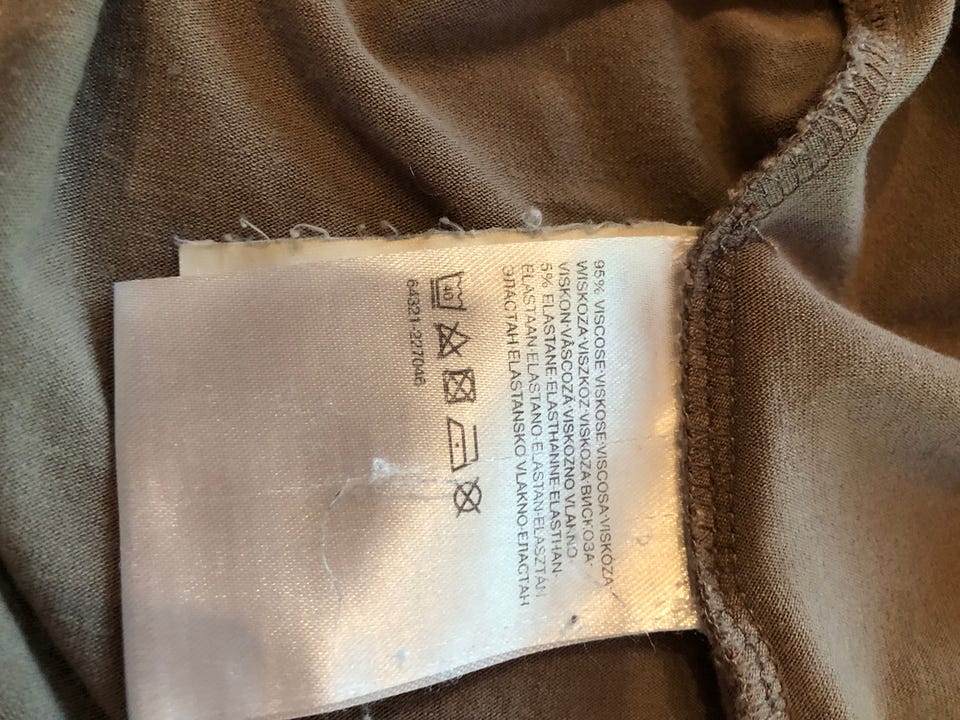 95% VISCOSE·VISKOSE·VISCOSA·VISKÓZA
WISKOZA·VISZKÓZ·VISKOZA·ВИСКОЗА·
VISKON·VÂSCOZĂ·VISKOZNO VLAKNO·
5% ELASTANE·ELASTHANNE·ELASTHAN·
ELASTAAN·ELASTANO·ELASTAN·ELASZTÁN
ЭЛАСТАН·ELASTANSKO VLAKNO·ЕЛАСТАН
64321-227046